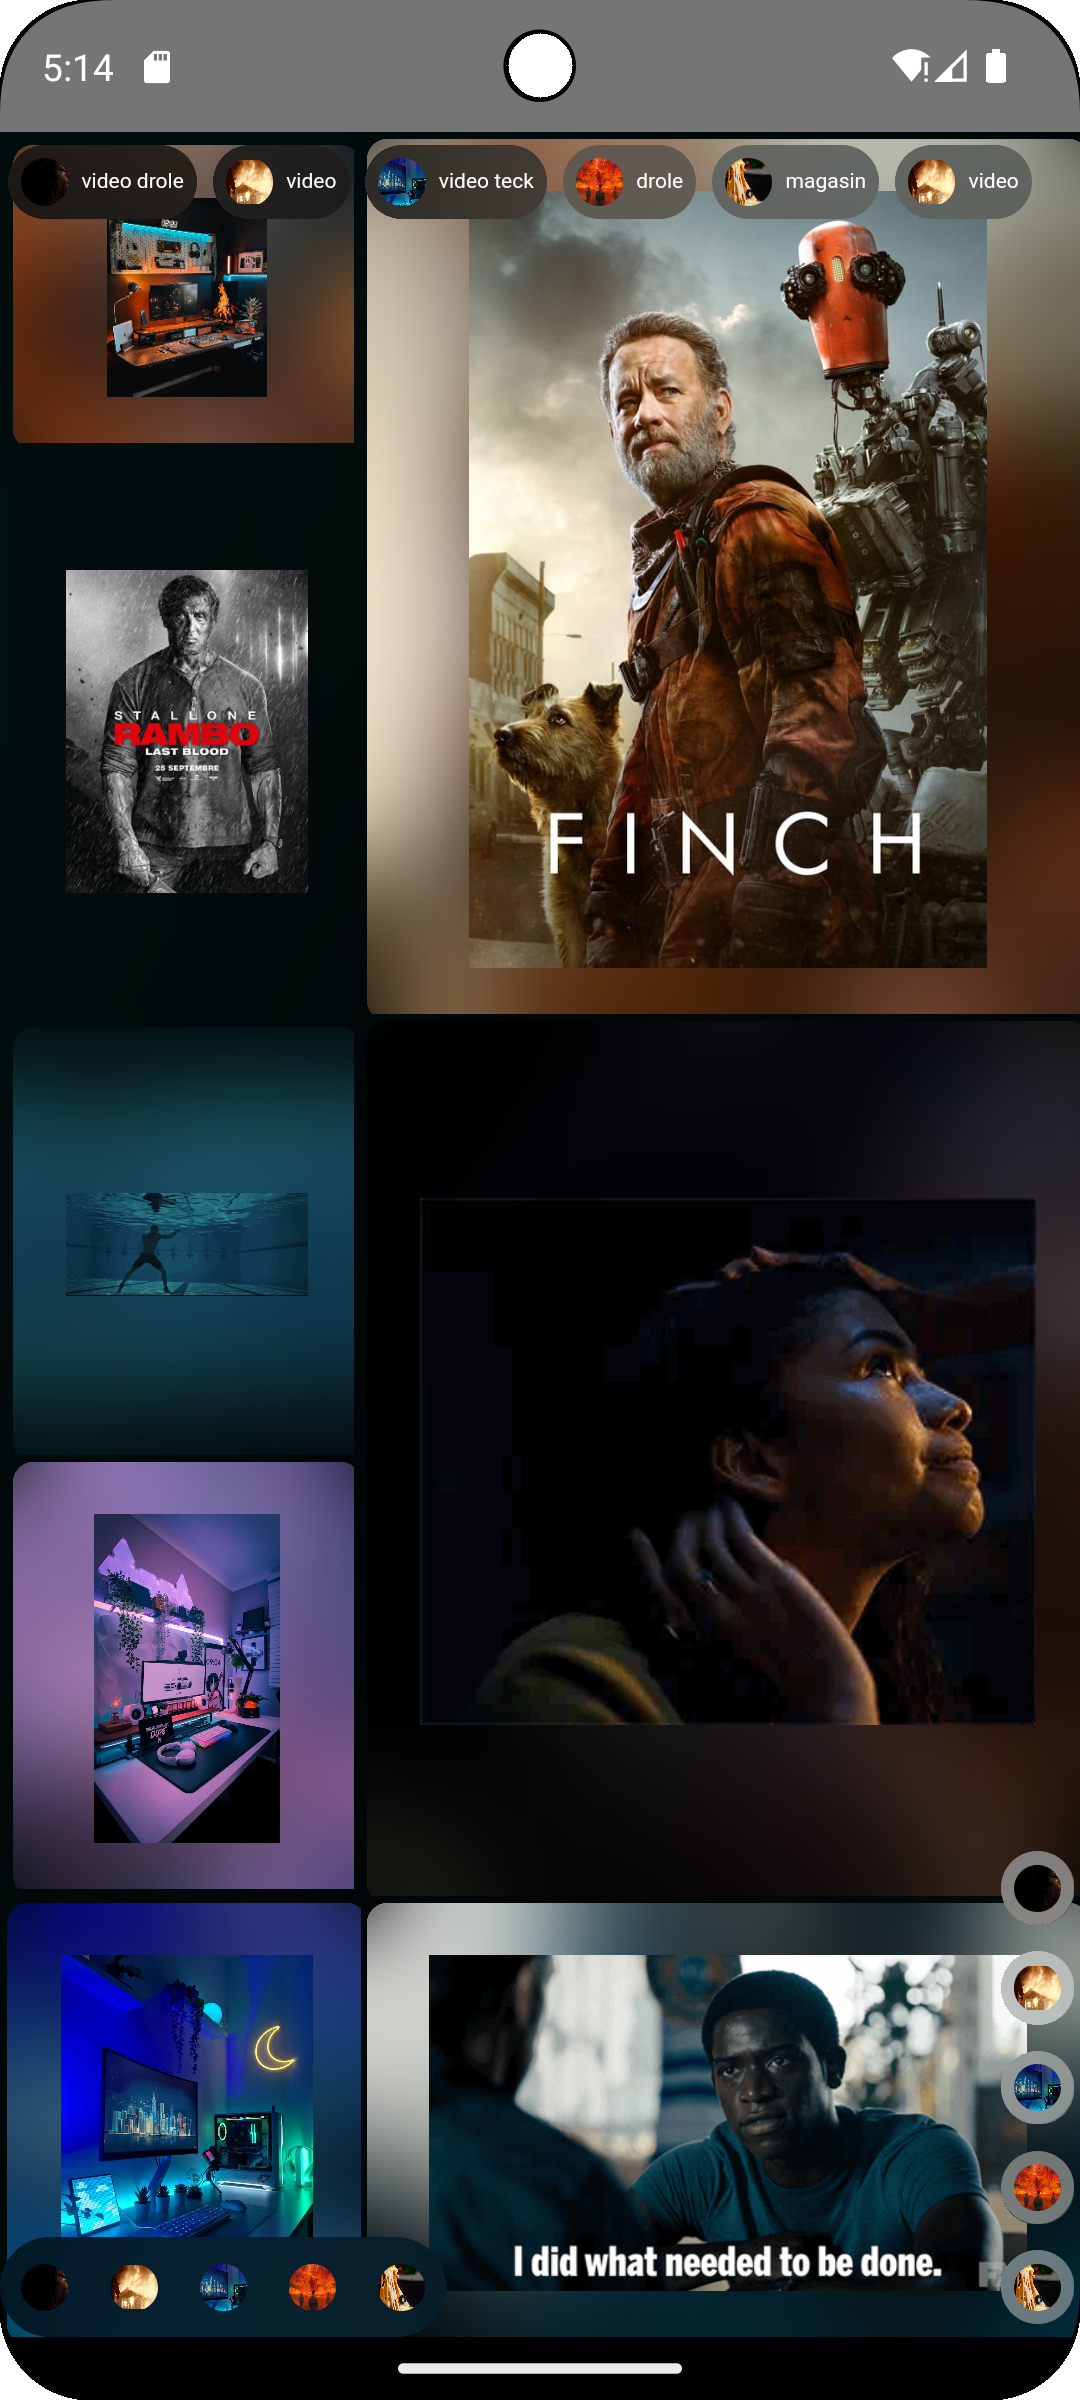 5:14
video drole
video
video teck
drole
magasin
video
STALLONE
RAMBO
LAST BLOOD
25 SEPTEMBRE
FINCH
I did what needed to be done.